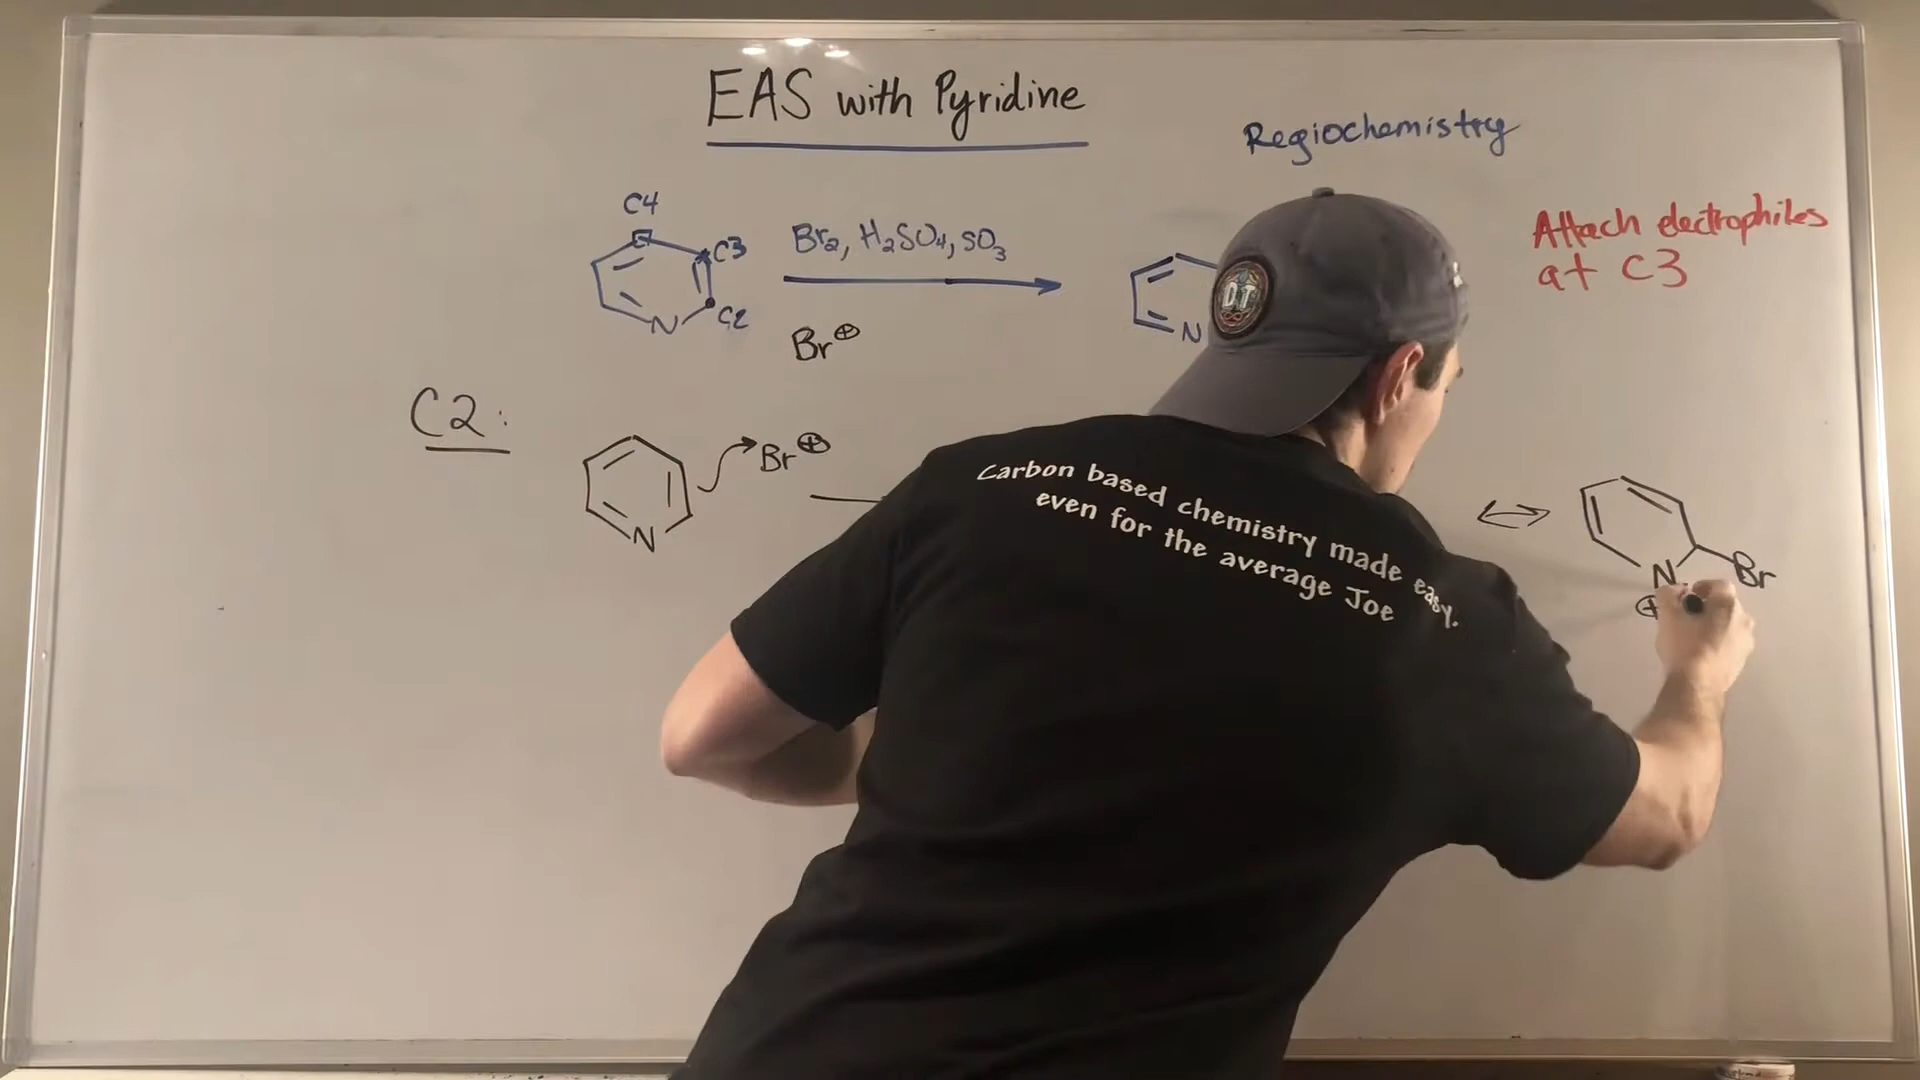 EAS with Pyridine
Regiochemistry
Attach electrophiles
at C3
C4
C3
C2
N
Br₂, H₂SO₄, SO₃
Br⊕
N
DT
C2:
N
Br⊕
Carbon based chemistry made easy.
even for the average Joe
N
Br
⊕